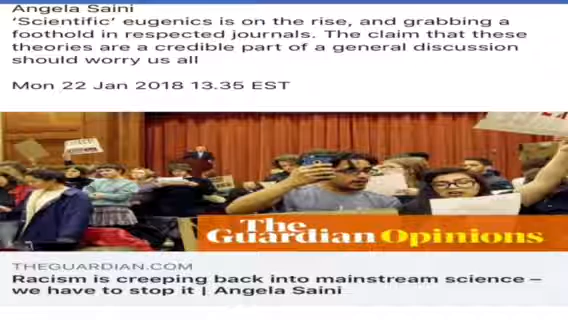 Angela Saini
‘Scientific’ eugenics is on the rise, and grabbing a
foothold in respected journals. The claim that these
theories are a credible part of a general discussion
should worry us all
Mon 22 Jan 2018 13.35 EST
The
Guardian Opinions
THEGUARDIAN.COM
Racism is creeping back into mainstream science –
we have to stop it | Angela Saini